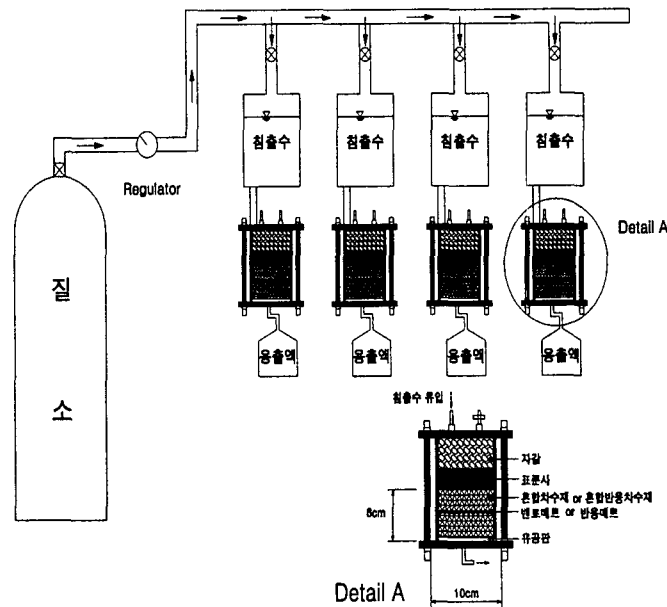 침출수 침출수 침출수 침출수
Regulator
Detail A
질
소
용출액 용출액 용출액 용출액
침출수 유입
자갈
표준사
혼합차수재 or 혼합반응차수재
벤토매트 or 반응매트
유공판
6cm
10cm
Detail A